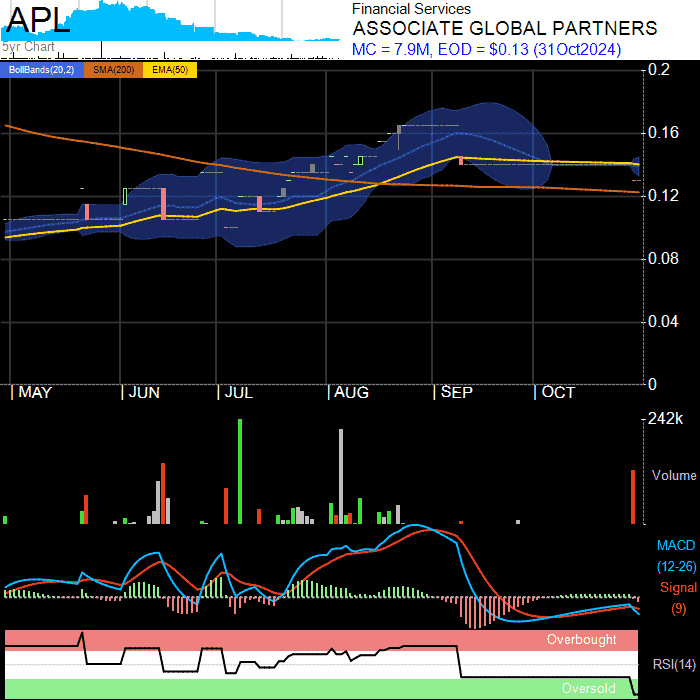 APL
5yr Chart
Financial Services
ASSOCIATE GLOBAL PARTNERS
MC = 7.9M, EOD = $0.13 (31Oct2024)
BollBands(20,2) SMA(200) EMA(50)
0.2
0.16
0.12
0.08
0.04
0
MAY JUN JUL AUG SEP OCT
242k
Volume
MACD
(12-26)
Signal
(9)
Overbought
RSI(14)
Oversold